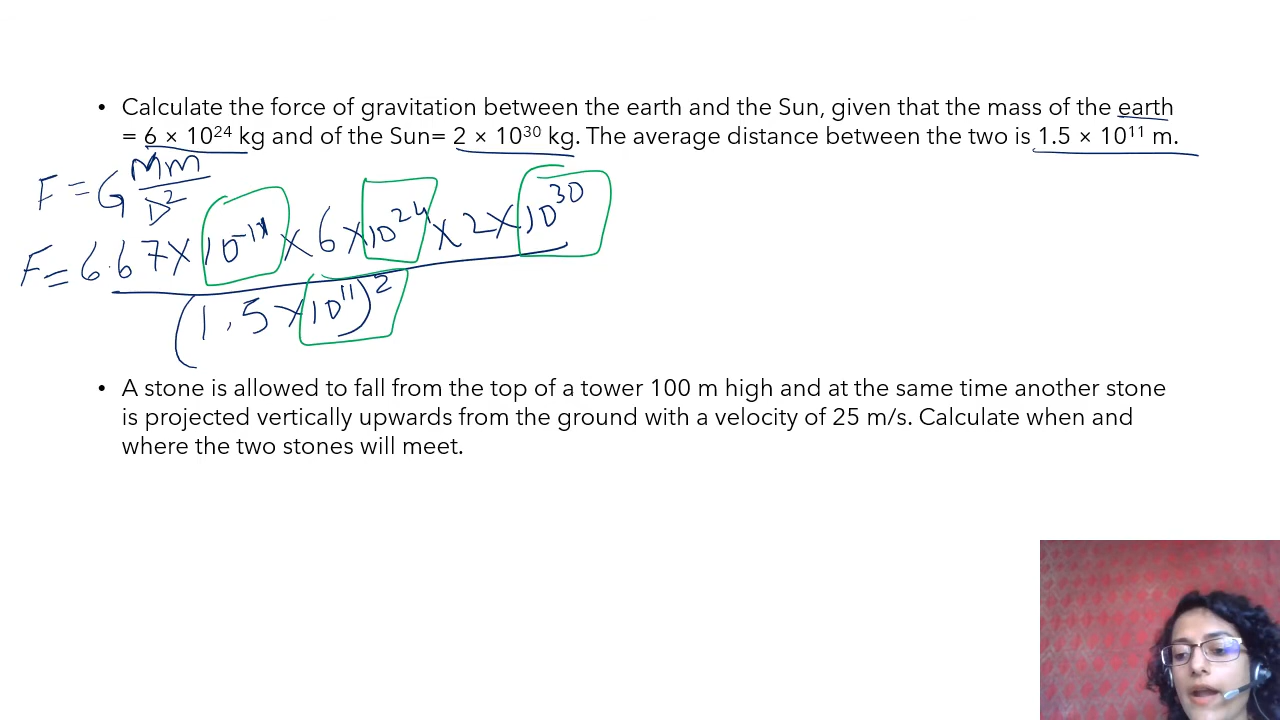 • Calculate the force of gravitation between the earth and the Sun, given that the mass of the earth
= 6 × 10²⁴ kg and of the Sun= 2 × 10³⁰ kg. The average distance between the two is 1.5 × 10¹¹ m.
F = G Mm / D²
F = 6.67 × 10⁻¹¹ × 6 × 10²⁴ × 2 × 10³⁰
(1.5 × 10¹¹)²
• A stone is allowed to fall from the top of a tower 100 m high and at the same time another stone
is projected vertically upwards from the ground with a velocity of 25 m/s. Calculate when and
where the two stones will meet.